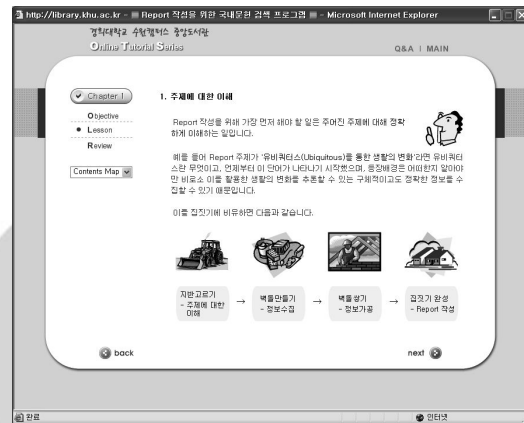 http://library.khu.ac.kr - Report 작성을 위한 국내문헌 검색 프로그램 - Microsoft Internet Explorer
경희대학교 수원캠퍼스 중앙도서관
Online Tutorial Series
Q&A | MAIN
Chapter 1
Objective
Lesson
Review
Contents Map
1. 주제에 대한 이해
Report 작성을 위해 가장 먼저 해야 할 일은 주어진 주제에 대해 정확
하게 이해하는 일입니다.
예를 들어 Report 주제가 '유비쿼터스(Ubiquitous)를 통한 생활의 변화'라면 유비쿼터
스란 무엇이고, 언제부터 이 단어가 나타나기 시작했으며, 등장배경은 어떠한지 알아야
만 비로소 이를 활용한 생활의 변화를 추론할 수 있는 구체적이고도 정확한 정보를 수
집할 수 있기 때문입니다.
이를 집짓기에 비유하면 다음과 같습니다.
지반고르기
- 주제에 대한
이해
→
벽돌만들기
- 정보수집
→
벽돌쌓기
- 정보가공
→
집짓기 완성
- Report 작성
back
next
완료
인터넷